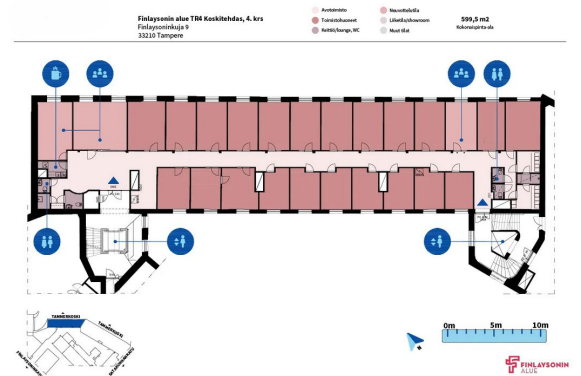 Finlaysonin alue TR4 Koskitehdas, 4. krs
Finlaysoninkuja 9
33210 Tampere
Avotoimisto
Toimistohuoneet
Keittiö/lounge, WC
Neuvottelutila
Liiketila/showroom
Muut tilat
599,5 m2
Kokonaispinta-ala
TAMMERKOSKI
TAMMERKOSKI
0m 5m 10m
FINLAYSONIN
ALUE